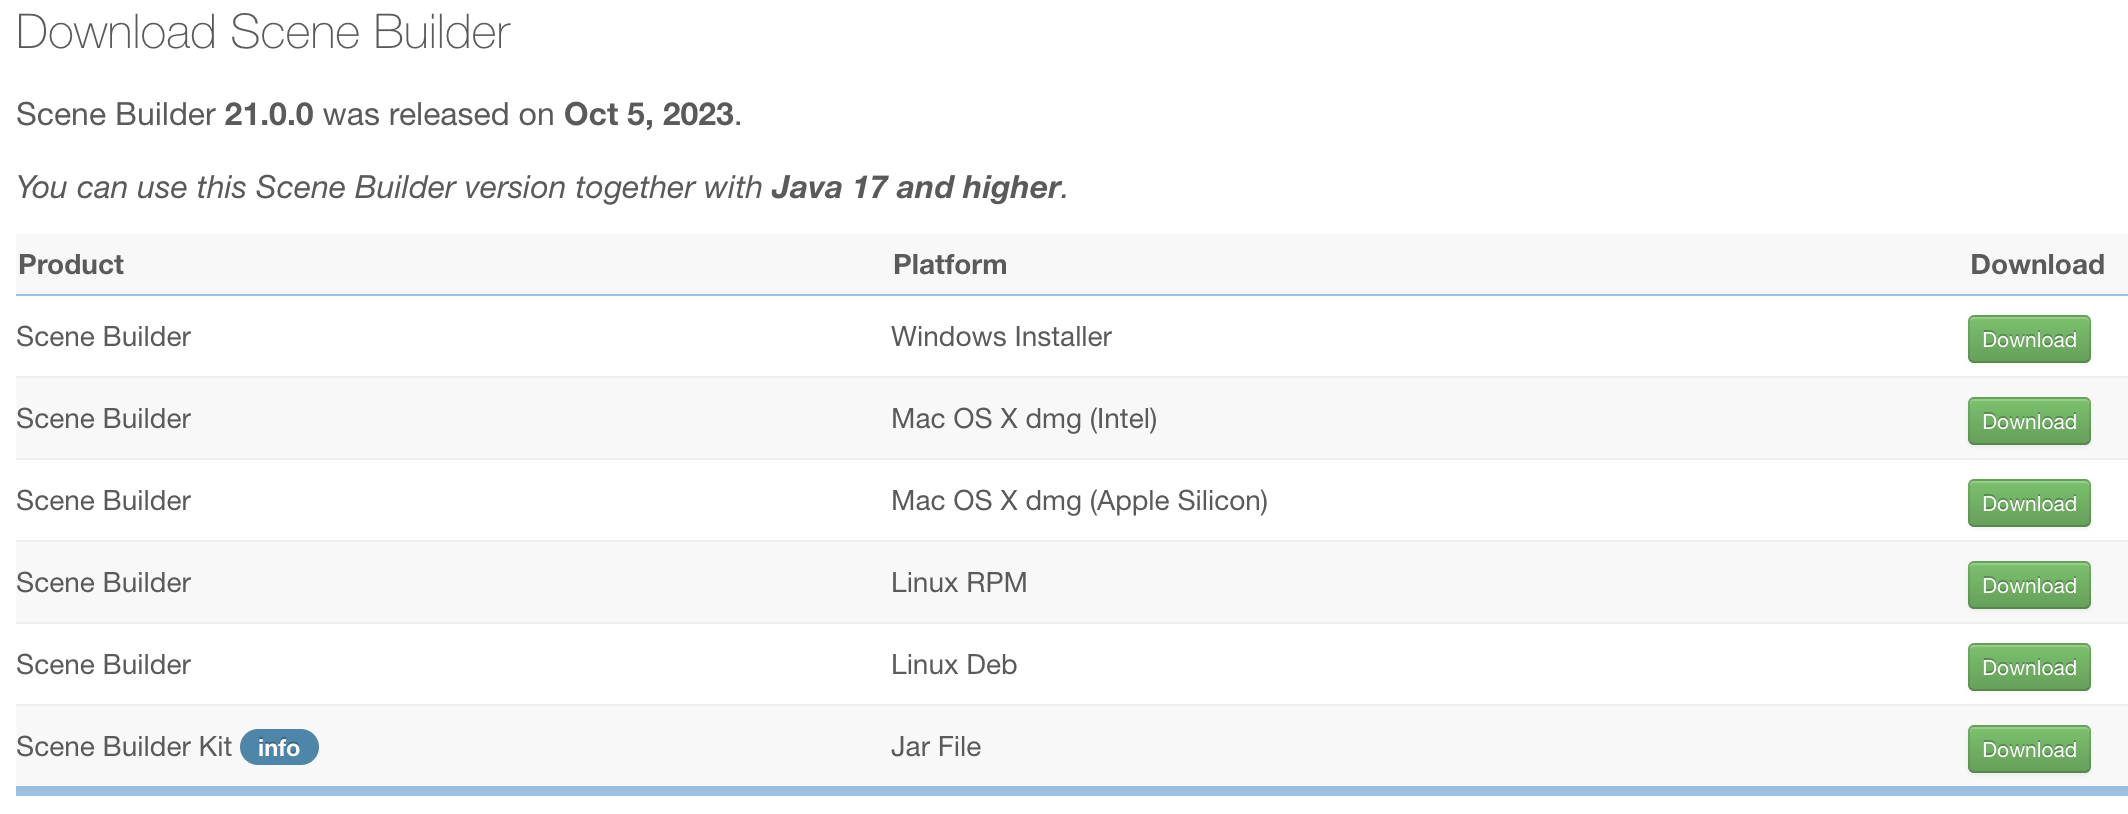 Download Scene Builder
Scene Builder 21.0.0 was released on Oct 5, 2023.
You can use this Scene Builder version together with Java 17 and higher.
Product Platform Download
Scene Builder Windows Installer Download
Scene Builder Mac OS X dmg (Intel) Download
Scene Builder Mac OS X dmg (Apple Silicon) Download
Scene Builder Linux RPM Download
Scene Builder Linux Deb Download
Scene Builder Kit info Jar File Download